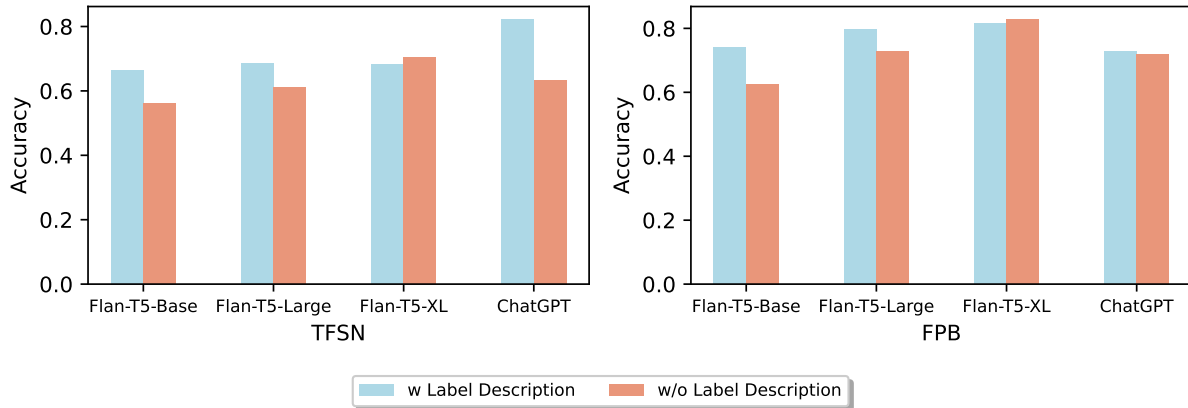 Accuracy
0.8
0.6
0.4
0.2
0.0
Flan-T5-Base Flan-T5-Large Flan-T5-XL ChatGPT
TFSN
Accuracy
0.8
0.6
0.4
0.2
0.0
Flan-T5-Base Flan-T5-Large Flan-T5-XL ChatGPT
FPB
w Label Description w/o Label Description